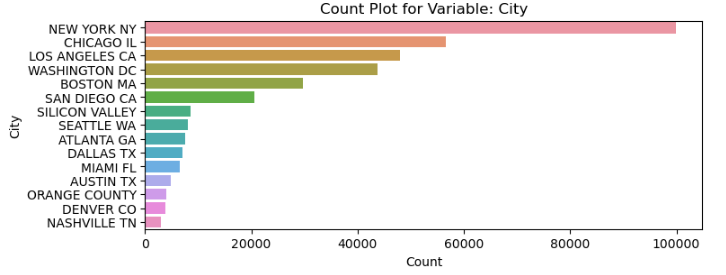 Count Plot for Variable: City
NEW YORK NY
CHICAGO IL
LOS ANGELES CA
WASHINGTON DC
BOSTON MA
SAN DIEGO CA
SILICON VALLEY
SEATTLE WA
ATLANTA GA
DALLAS TX
MIAMI FL
AUSTIN TX
ORANGE COUNTY
DENVER CO
NASHVILLE TN
City
0 20000 40000 60000 80000 100000
Count